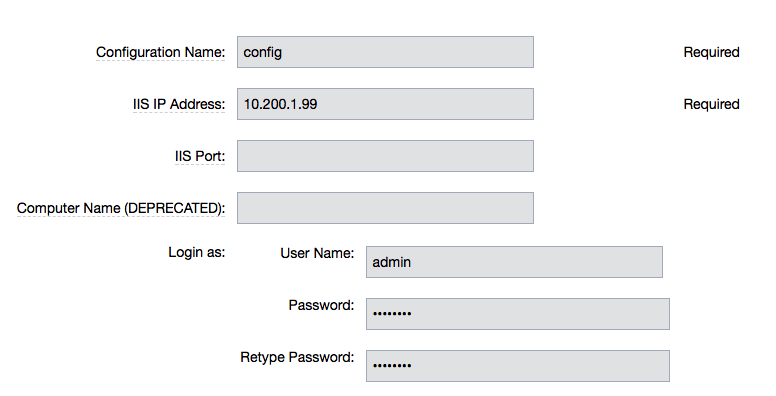 Configuration Name: config Required
IIS IP Address: 10.200.1.99 Required
IIS Port:
Computer Name (DEPRECATED):
Login as: User Name: admin
Password: ••••••••
Retype Password: ••••••••